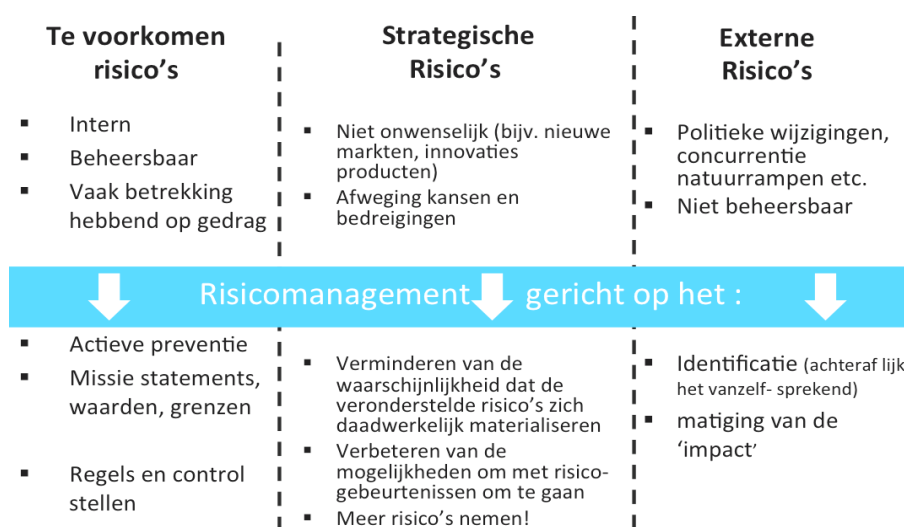 Te voorkomen
risico’s
▪ Intern
▪ Beheersbaar
▪ Vaak betrekking
hebbend op gedrag
Strategische
Risico’s
▪ Niet onwenselijk (bijv. nieuwe
markten, innovaties
producten)
▪ Afweging kansen en
bedreigingen
Externe
Risico’s
▪ Politieke wijzigingen,
concurrentie
natuurrampen etc.
▪ Niet beheersbaar
Risicomanagement gericht op het :
▪ Actieve preventie
▪ Missie statements,
waarden, grenzen
▪ Regels en control
stellen
▪ Verminderen van de
waarschijnlijkheid dat de
veronderstelde risico’s zich
daadwerkelijk materialiseren
▪ Verbeteren van de
mogelijkheden om met risico-
gebeurtenissen om te gaan
▪ Meer risico’s nemen!
▪ Identificatie (achteraf lijk
het vanzelf- sprekend)
▪ matiging van de
‘impact’